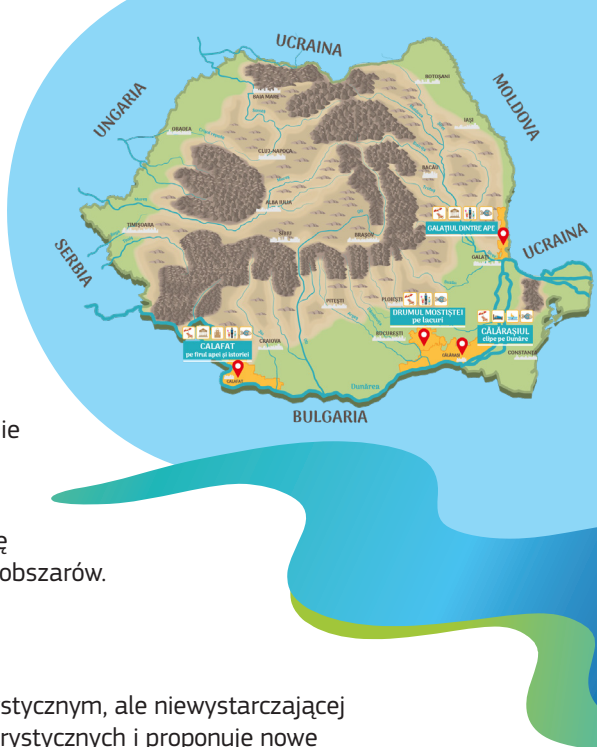 UCRAINA
UNGARIA
MOLDOVA
BOTOȘANI
BAIA MARE
IAȘI
ORADEA
CLUJ-NAPOCA
BACĂU
ALBA IULIA
TIMIȘOARA
SIBIU
BRAȘOV
GALAȚIUL DINTRE APE
UCRAINA
SERBIA
GALAȚI
PITEȘTI
PLOIEȘTI
DRUMUL MOSTIȘTEI
pe lacuri
CĂLĂRAȘIUL
clipe pe Dunăre
BUCUREȘTI
CRAIOVA
CALAFAT
pe firul apei și istoriei
CĂLĂRAȘI
CONSTANȚA
CALAFAT
Dunărea
BULGARIA
ie
ę
obszarów.
stycznym, ale niewystarczającej
rystycznych i proponuje nowe